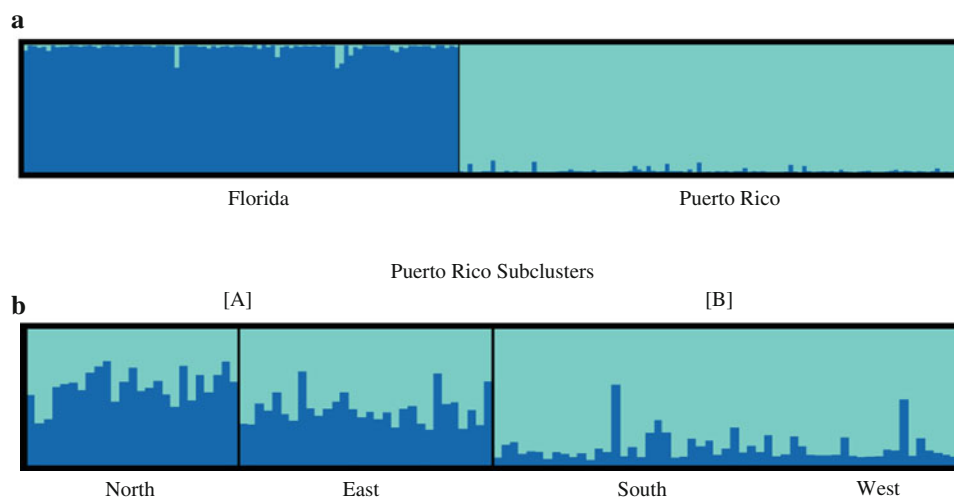 a
Florida Puerto Rico
Puerto Rico Subclusters
[A] [B]
b
North East South West